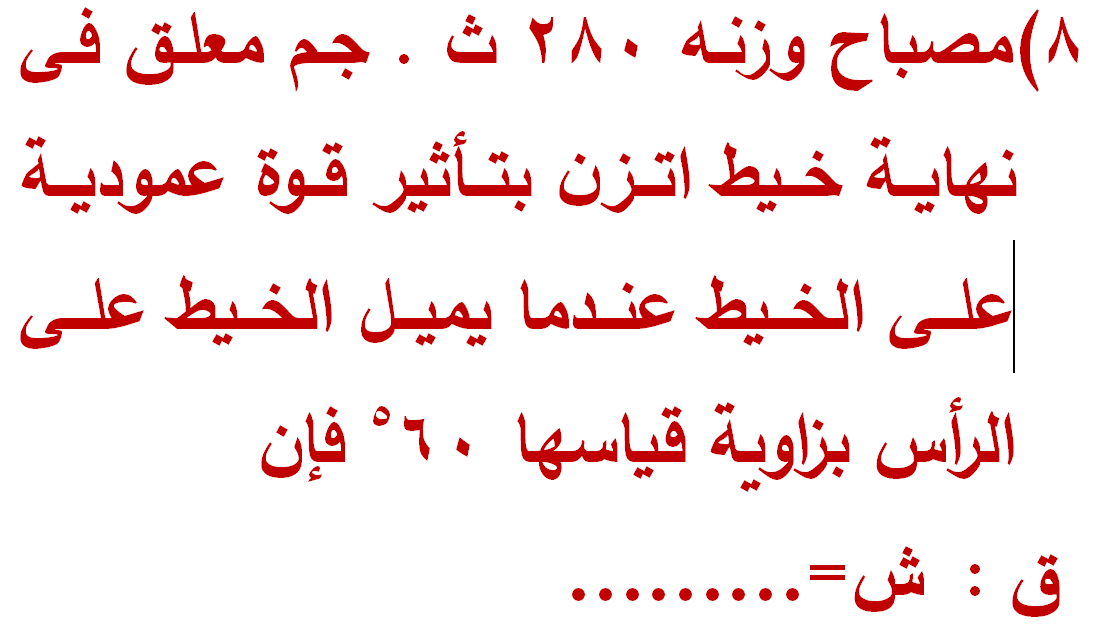 ٨)مصباح وزنه ٢٨٠ ث . جم معلق فى
نهاية خيط اتزن بتأثير قوة عمودية
على الخيط عندما يميل الخيط على
الرأس بزاوية قياسها ٦٠° فإن
ق : ش=.........